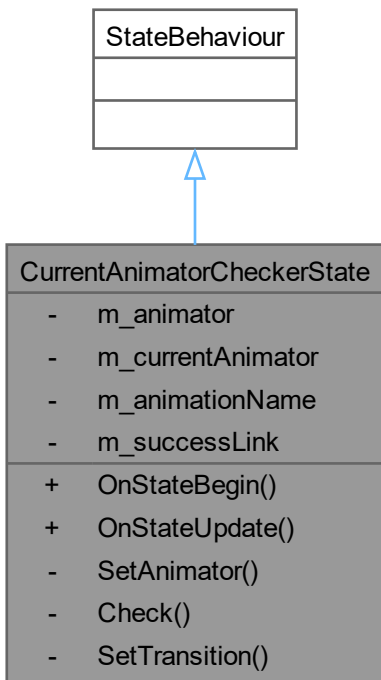 StateBehaviour
CurrentAnimatorCheckerState
- m_animator
- m_currentAnimator
- m_animationName
- m_successLink
+ OnStateBegin()
+ OnStateUpdate()
- SetAnimator()
- Check()
- SetTransition()